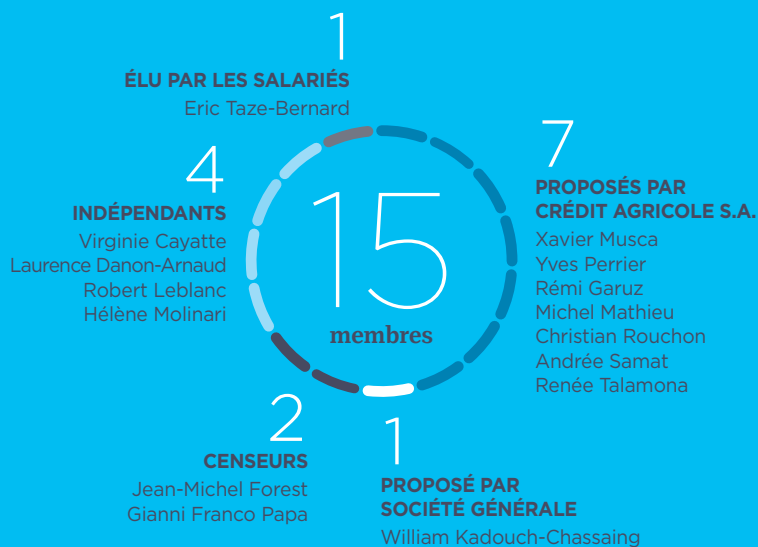 1
ÉLU PAR LES SALARIÉS
Eric Taze-Bernard
4
INDÉPENDANTS
Virginie Cayatte
Laurence Danon-Arnaud
Robert Leblanc
Hélène Molinari
15
membres
7
PROPOSÉS PAR
CRÉDIT AGRICOLE S.A.
Xavier Musca
Yves Perrier
Rémi Garuz
Michel Mathieu
Christian Rouchon
Andrée Samat
Renée Talamona
2
CENSEURS
Jean-Michel Forest
Gianni Franco Papa
1
PROPOSÉ PAR
SOCIÉTÉ GÉNÉRALE
William Kadouch-Chassaing